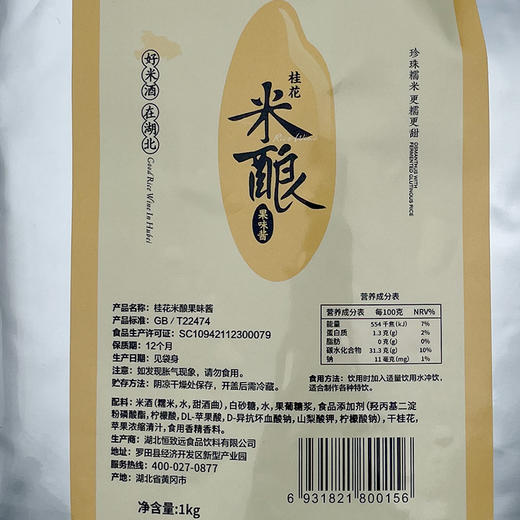 好米酒 在湖北
Good Rice Wine In Hubei
桂花
米酿
果味酱
珍珠糯米 更糯更甜
OSMANTHUS WITH
FERMENTED GLUTINOUS RICE
产品名称：桂花米酿果味酱
产品标准：GB/T22474
食品生产许可证：SC10942112300079
保质期：12个月
生产日期：见袋身
注意：如发现胀气现象，请勿食用。
贮存方法：阴凉干燥处保存，开盖后需冷藏。
营养成分表
营养成分表 每100克 NRV%
能量 554 千焦(kJ) 7%
蛋白质 1.3 克(g) 2%
脂肪 0 克(g) 0%
碳水化合物 31.3 克(g) 10%
钠 11 毫克(mg) 1%
食用方法：饮用时加入适量饮用水冲饮，
适合制作各种特饮。
配料：米酒（糯米，水，甜酒曲），白砂糖，水，果葡糖浆，食品添加剂（羟丙基二淀
粉磷酸酯，柠檬酸，DL-苹果酸，D-异抗坏血酸钠，山梨酸钾，柠檬酸钠），干桂花，
苹果浓缩清汁，食用香精香料。
生产商：湖北恒致远食品饮料有限公司
地址：罗田县经济开发区新型产业园
服务热线：400-027-0877
产地：湖北省黄冈市
净含量:1kg
6 931821 800156